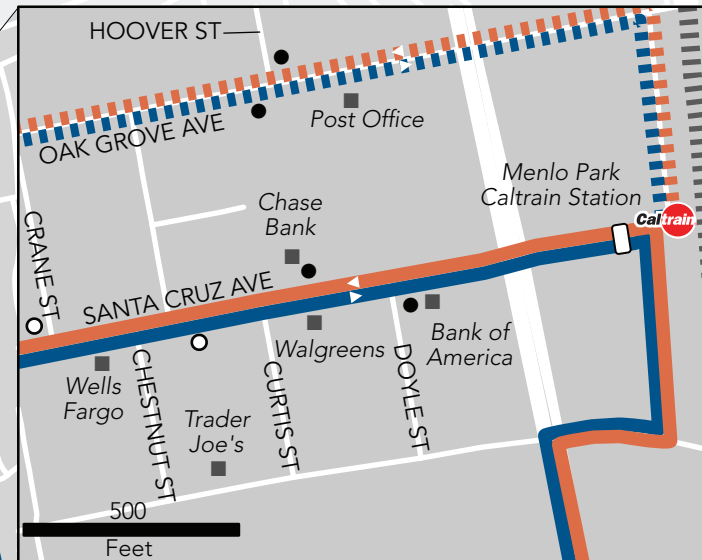 HOOVER ST
Post Office
OAK GROVE AVE
Menlo Park
Caltrain Station
Caltrain
Chase
Bank
CRANE ST
SANTA CRUZ AVE
Walgreens
Bank of
America
Wells
Fargo
CHESTNUT ST
CURTIS ST
DOYLE ST
Trader
Joe's
500
Feet